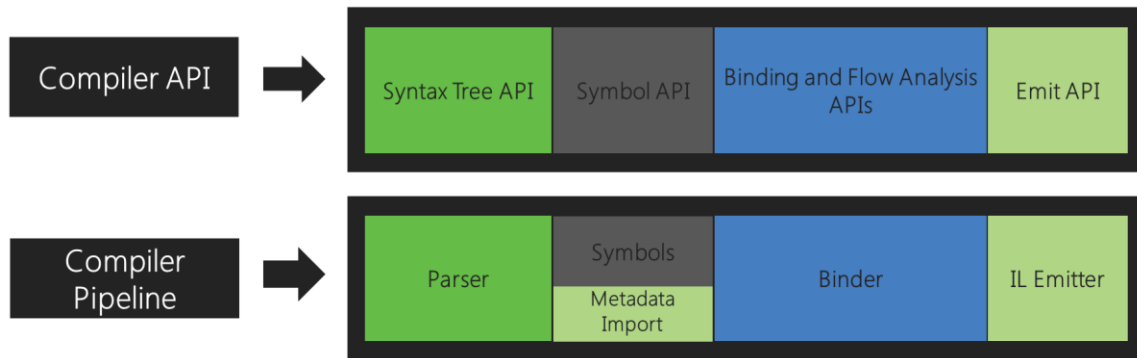 Compiler API
Syntax Tree API
Symbol API
Binding and Flow Analysis
APIs
Emit API
Compiler
Pipeline
Parser
Symbols
Metadata
Import
Binder
IL Emitter